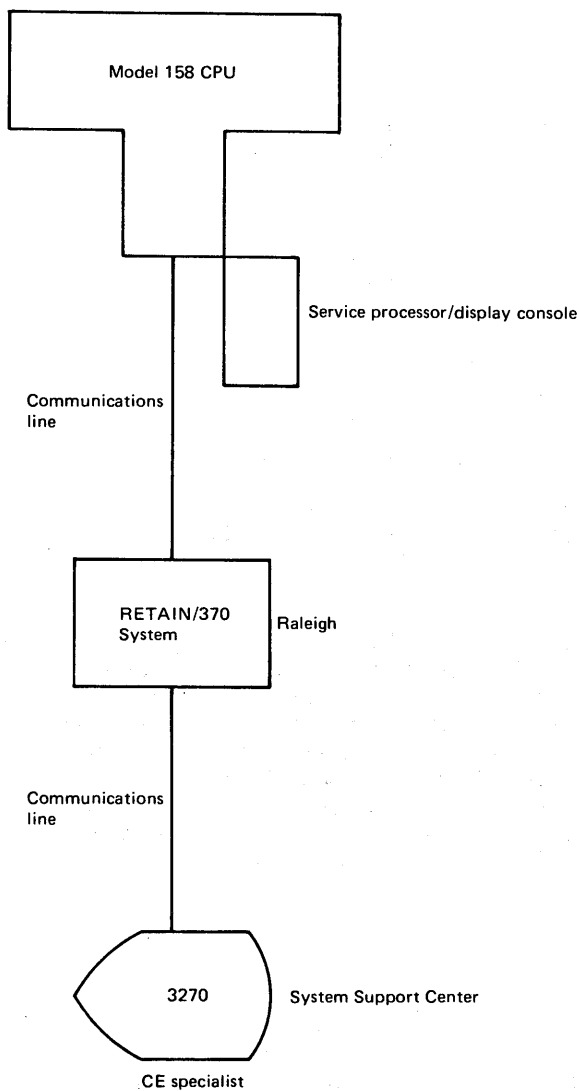 Model 158 CPU
Service processor/display console
Communications
line
RETAIN/370
System
Raleigh
Communications
line
3270
System Support Center
CE specialist